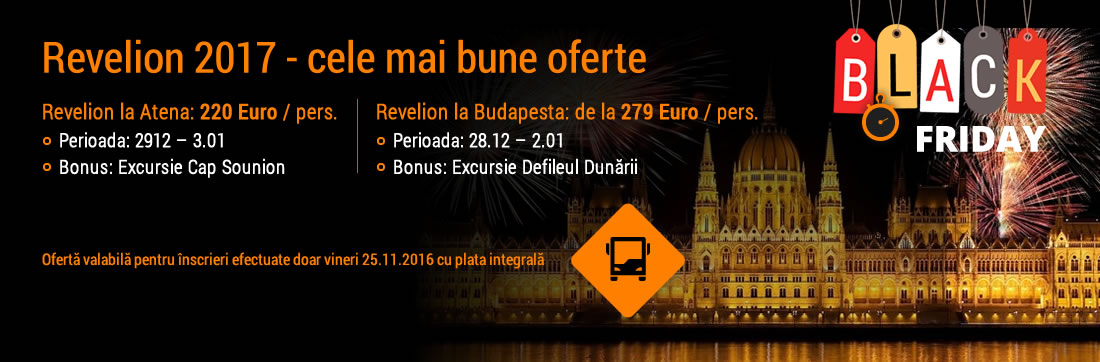 Revelion 2017 - cele mai bune oferte
Revelion la Atena: 220 Euro / pers.
Perioada: 2912 – 3.01
Bonus: Excursie Cap Sounion
Revelion la Budapesta: de la 279 Euro / pers.
Perioada: 28.12 – 2.01
Bonus: Excursie Defileul Dunării
Ofertă valabilă pentru înscrieri efectuate doar vineri 25.11.2016 cu plata integrală
BLACK
FRIDAY